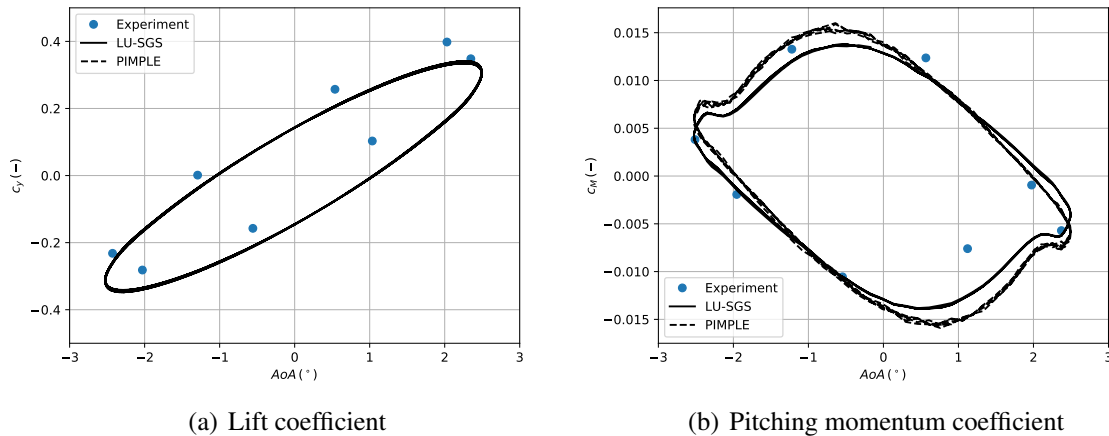 Experiment
LU-SGS
PIMPLE
0.4
0.2
0.0
−0.2
−0.4
c_y (−)
−3 −2 −1 0 1 2 3
AoA (°)
(a) Lift coefficient
0.015
0.010
0.005
0.000
−0.005
−0.010
−0.015
c_M (−)
Experiment
LU-SGS
PIMPLE
−3 −2 −1 0 1 2 3
AoA (°)
(b) Pitching momentum coefficient